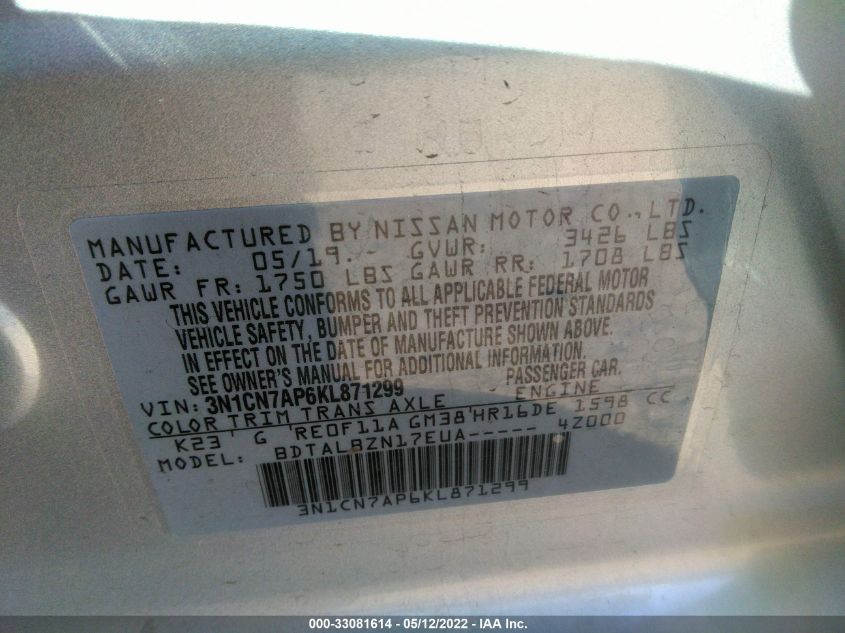 MANUFACTURED BY NISSAN MOTOR CO.,LTD.
DATE: 05/19. GVWR: 3426 LBS
GAWR FR: 1750 LBS GAWR RR: 1708 LBS
THIS VEHICLE CONFORMS TO ALL APPLICABLE FEDERAL MOTOR
VEHICLE SAFETY, BUMPER AND THEFT PREVENTION STANDARDS
IN EFFECT ON THE DATE OF MANUFACTURE SHOWN ABOVE.
SEE OWNER'S MANUAL FOR ADDITIONAL INFORMATION.
VIN: 3N1CN7AP6KL871299 PASSENGER CAR.
COLOR TRIM TRANS AXLE ENGINE
K23 G RE0F11A GM38 HR16DE 1598 CC
MODEL: BDTALBZN17EUA----- 42000
3N1CN7AP6KL871299
000-33081614 - 05/12/2022 - IAA Inc.